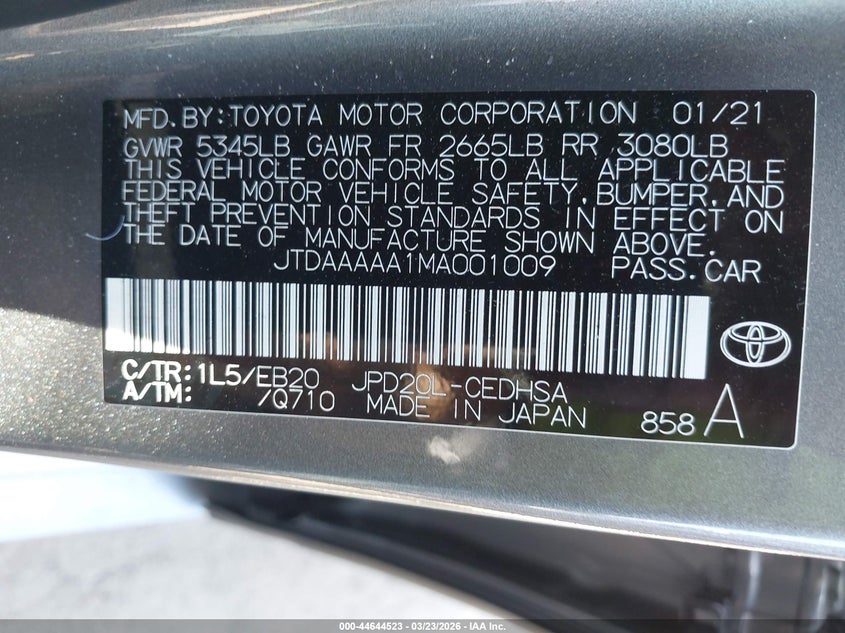 MFD.BY:TOYOTA MOTOR CORPORATION 01/21
GVWR 5345LB GAWR FR 2665LB RR 3080LB
THIS VEHICLE CONFORMS TO ALL APPLICABLE
FEDERAL MOTOR VEHICLE SAFETY,BUMPER,AND
THEFT PREVENTION STANDARDS IN EFFECT ON
THE DATE OF MANUFACTURE SHOWN ABOVE.
JTDAAAAA1MA001009 PASS.CAR
C/TR:1L5/EB20 JPD20L-CEDHSA
A/TM: /Q710 MADE IN JAPAN 858 A
000-44644523 | 03/23/2026 - IAA Inc.